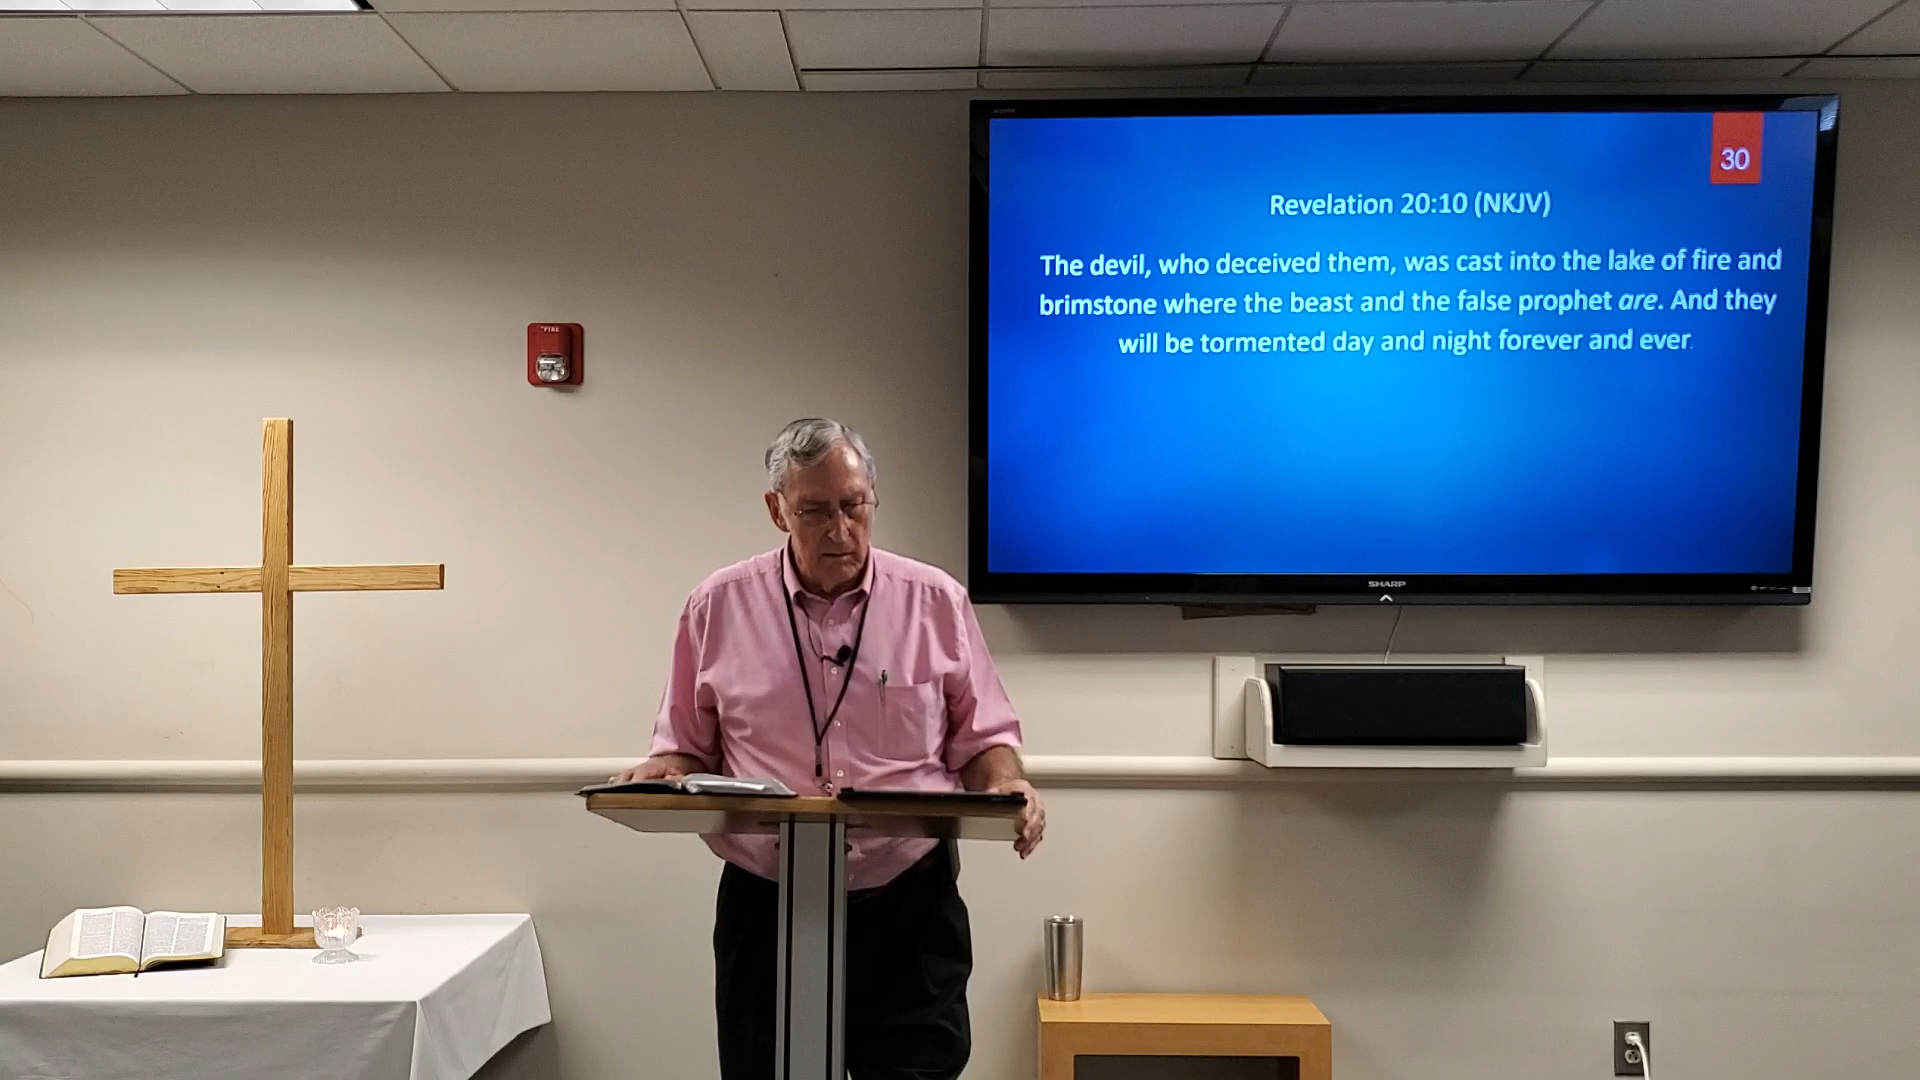 30
Revelation 20:10 (NKJV)
The devil, who deceived them, was cast into the lake of fire and
brimstone where the beast and the false prophet are. And they
will be tormented day and night forever and ever.
FIRE
SHARP